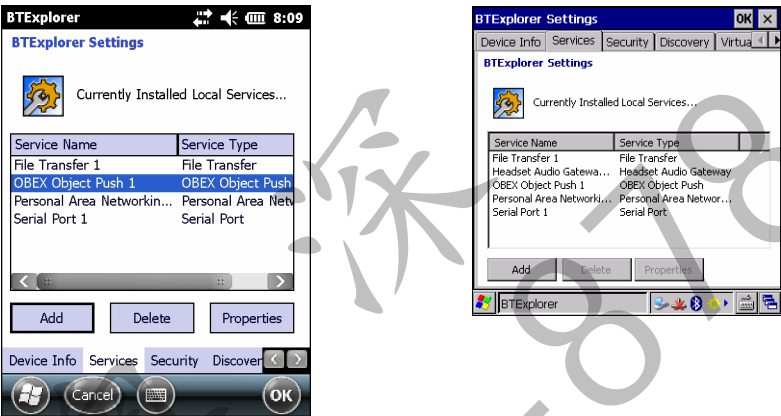 BTExplorer 8:09
BTExplorer Settings
Currently Installed Local Services...
Service Name Service Type
File Transfer 1 File Transfer
OBEX Object Push 1 OBEX Object Push
Personal Area Networkin... Personal Area Netw
Serial Port 1 Serial Port
Add Delete Properties
Device Info Services Security Discover
Cancel OK
BTExplorer Settings OK
Device Info Services Security Discovery Virtua
BTExplorer Settings
Currently Installed Local Services...
Service Name Service Type
File Transfer 1 File Transfer
Headset Audio Gatewa... Headset Audio Gateway
OBEX Object Push 1 OBEX Object Push
Personal Area Networki... Personal Area Networ...
Serial Port 1 Serial Port
Add Delete Properties
BTExplorer
深
878